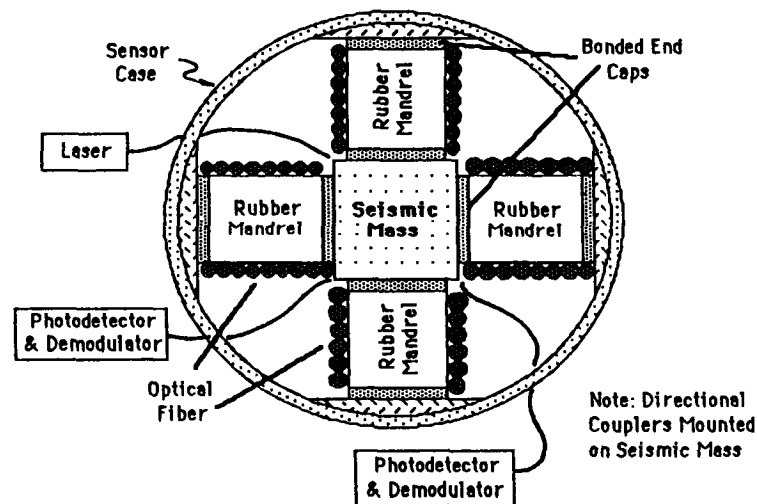 Sensor
Case
Bonded End
Caps
Rubber
Mandrel
Laser
Rubber
Mandrel
Seismic
Mass
Rubber
Mandrel
Photodetector
& Demodulator
Rubber
Mandrel
Optical
Fiber
Note: Directional
Couplers Mounted
on Seismic Mass
Photodetector
& Demodulator